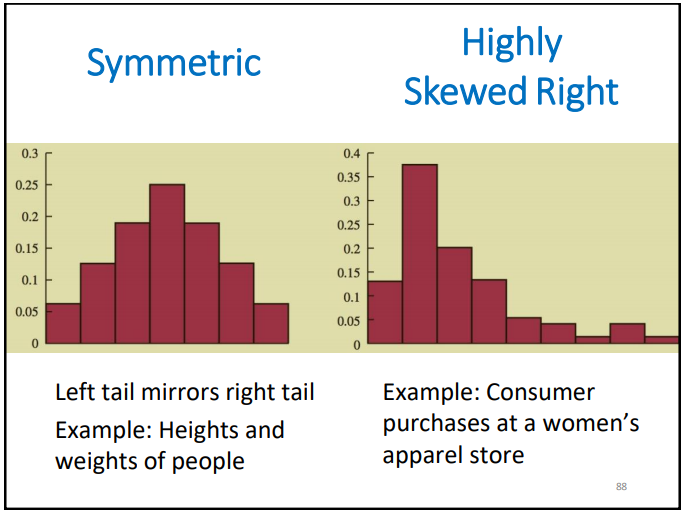 Symmetric
Highly
Skewed Right
0.3
0.25
0.2
0.15
0.1
0.05
0
0.4
0.35
0.3
0.25
0.2
0.15
0.1
0.05
0
Left tail mirrors right tail
Example: Heights and
weights of people
Example: Consumer
purchases at a women’s
apparel store
88